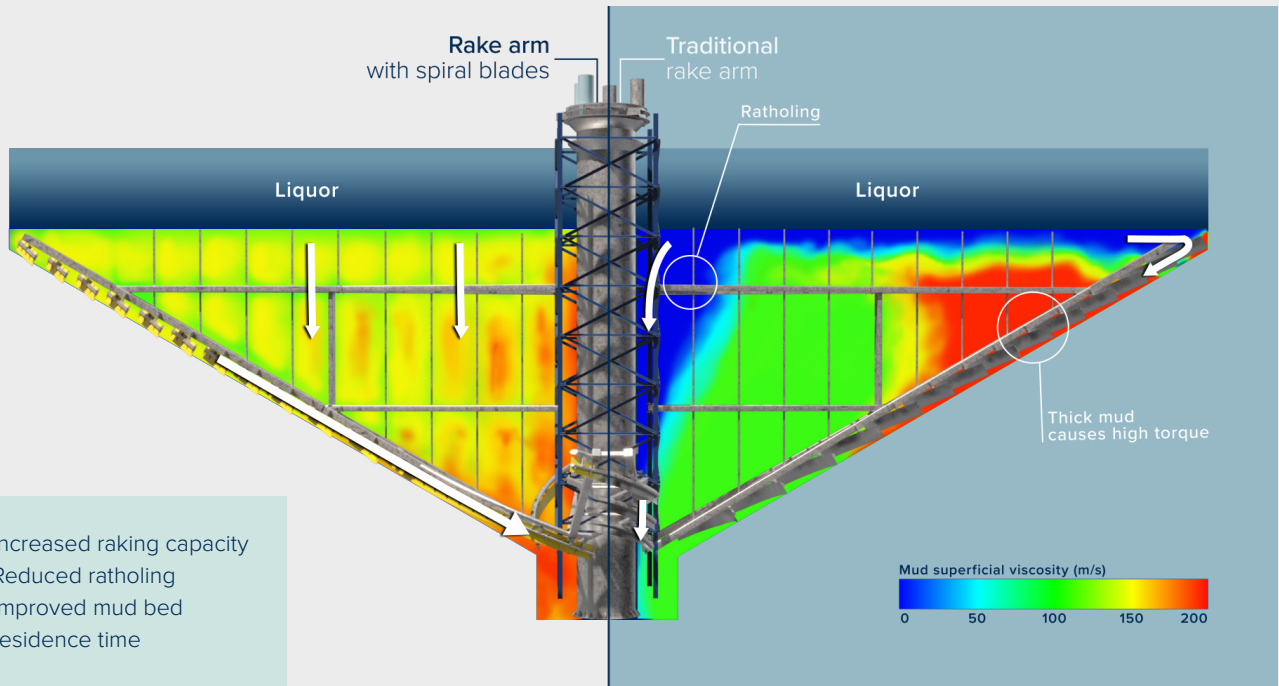 Rake arm
with spiral blades
Traditional
rake arm
Ratholing
Liquor
Liquor
Thick mud
causes high torque
ncreased raking capacity
Reduced ratholing
mproved mud bed
esidence time
Mud superficial viscosity (m/s)
0 50 100 150 200